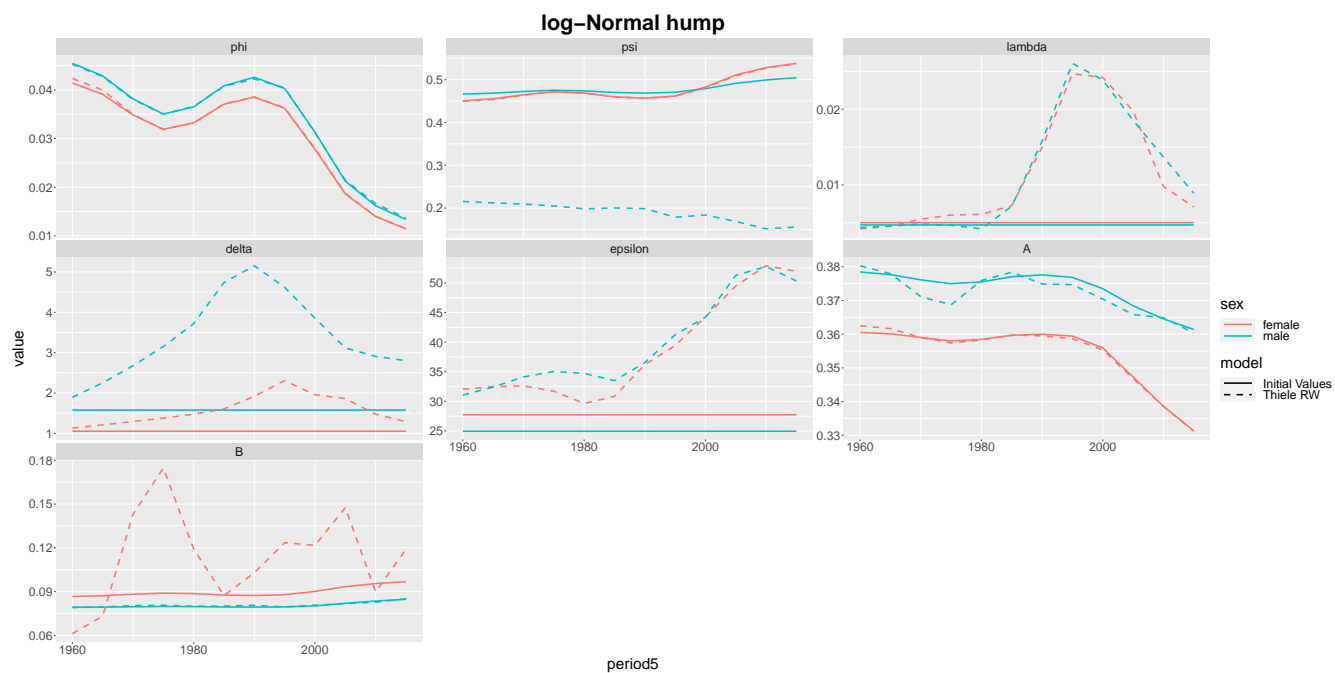 log−Normal hump
phi
psi
lambda
0.04
0.03
0.02
0.01
0.5
0.4
0.3
0.2
0.02
0.01
delta
epsilon
A
5
4
3
2
1
50
45
40
35
30
25
0.38
0.37
0.36
0.35
0.34
0.33
1960
1980
2000
1960
1980
2000
B
0.18
0.15
0.12
0.09
0.06
1960
1980
2000
value
period5
sex
female
male
model
Initial Values
Thiele RW